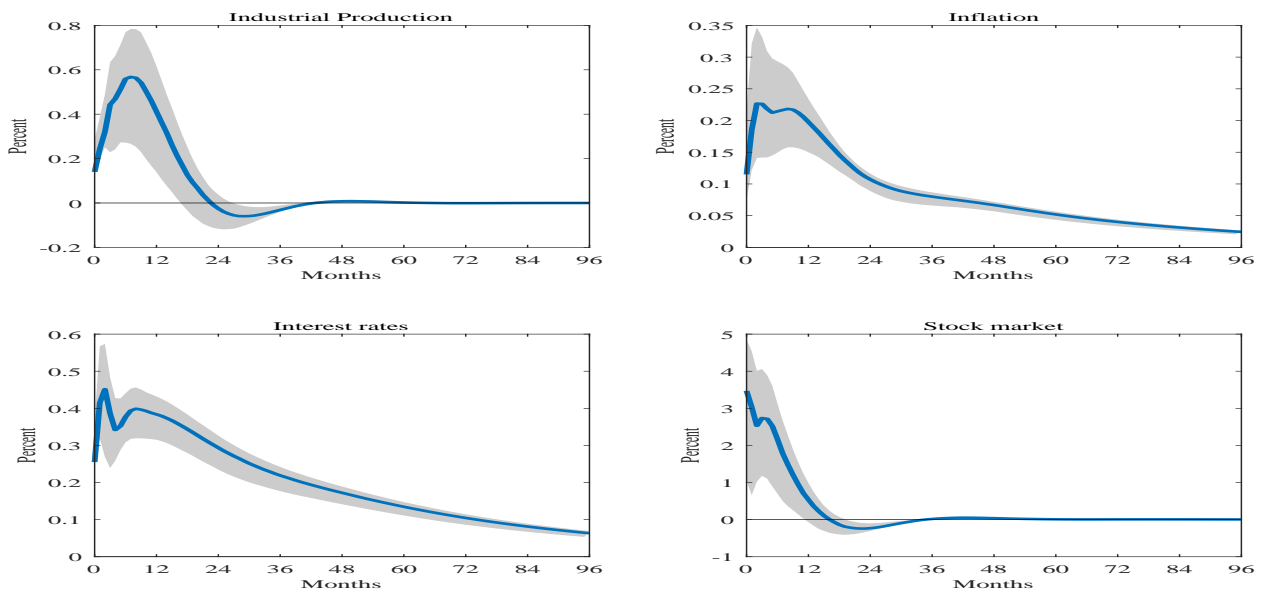 Industrial Production
0.8
0.6
0.4
0.2
0
-0.2
Percent
0 12 24 36 48 60 72 84 96
Months
Inflation
0.35
0.3
0.25
0.2
0.15
0.1
0.05
0
Percent
0 12 24 36 48 60 72 84 96
Months
Interest rates
0.6
0.5
0.4
0.3
0.2
0.1
0
Percent
0 12 24 36 48 60 72 84 96
Months
Stock market
5
4
3
2
1
0
-1
Percent
0 12 24 36 48 60 72 84 96
Months